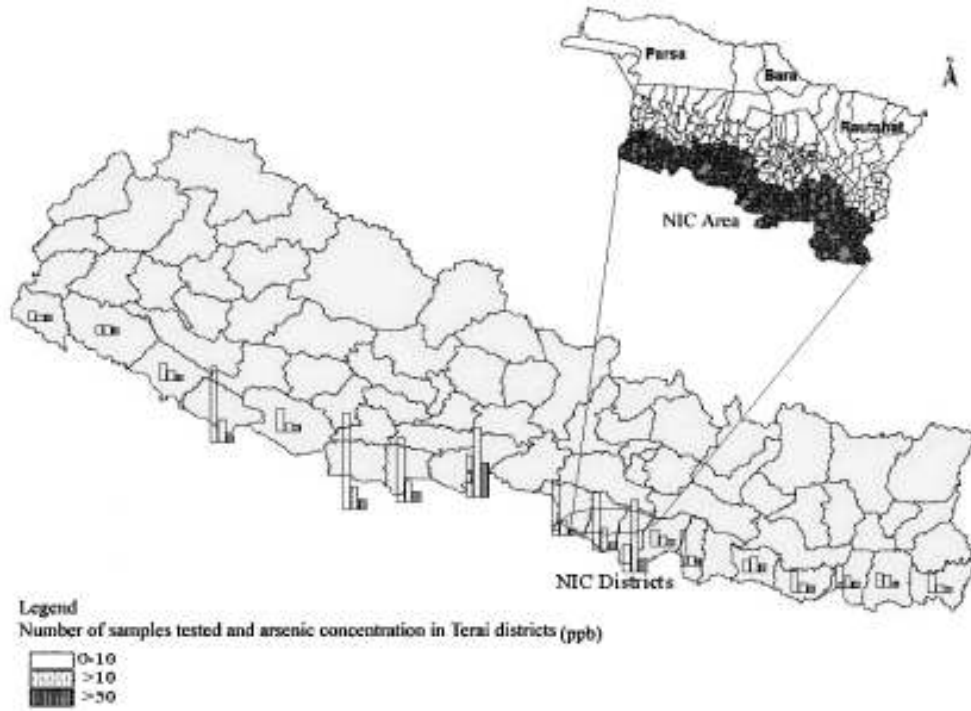 Parsa
Bara
Rautahat
NIC Area
NIC Districts
Legend
Number of samples tested and arsenic concentration in Terai districts (ppb)
0-10
>10
>50